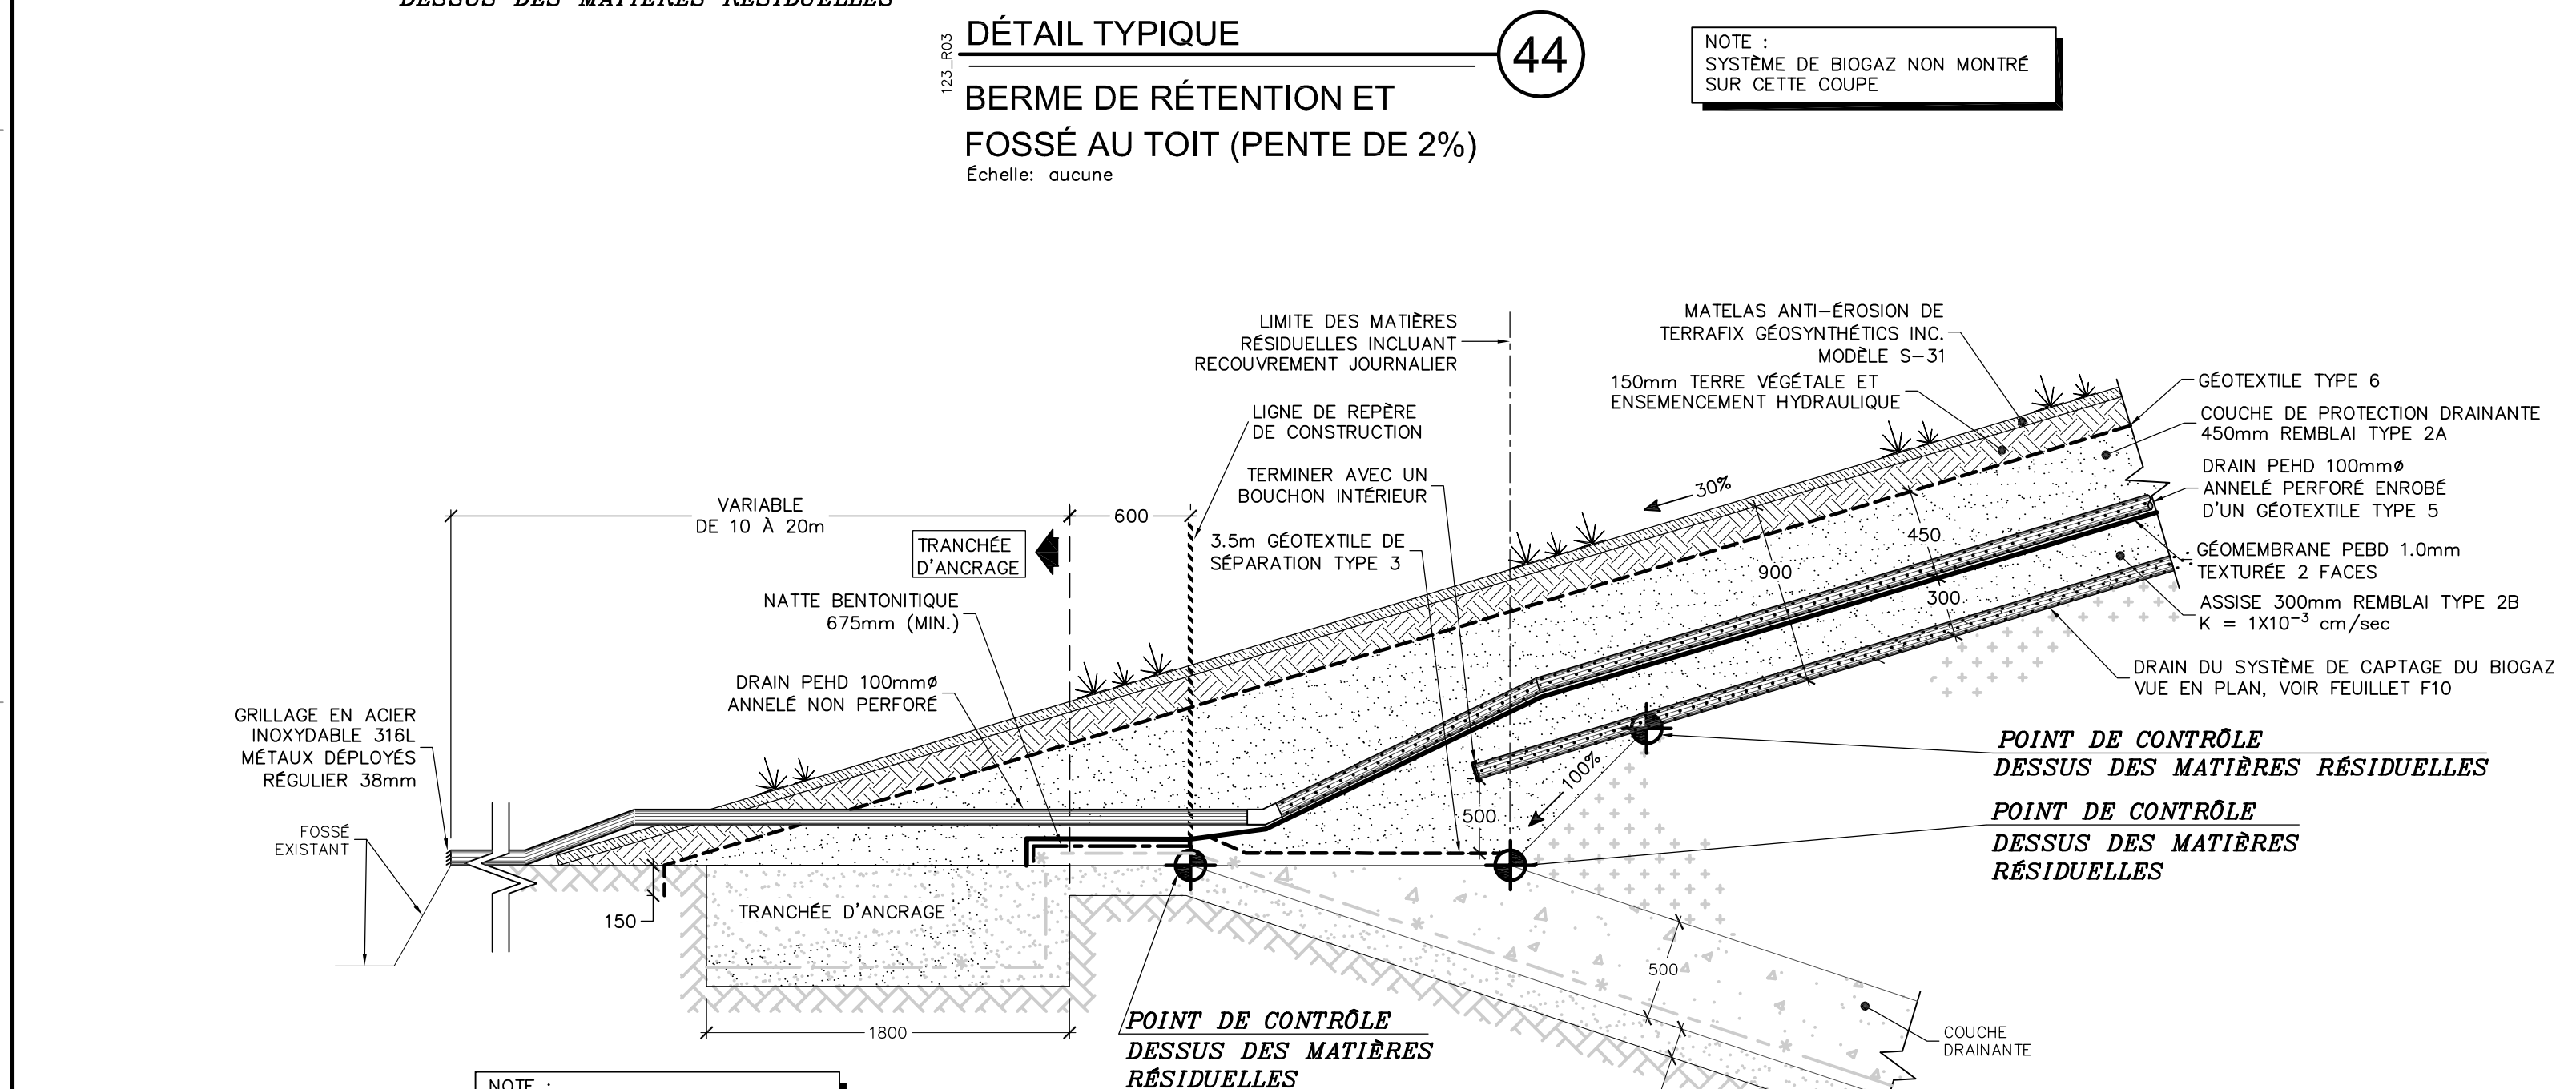 DESSUS DES MATIÈRES RÉSIDUELLES
123_R03
DÉTAIL TYPIQUE
44
BERME DE RÉTENTION ET
FOSSÉ AU TOIT (PENTE DE 2%)
Échelle: aucune
NOTE :
SYSTÈME DE BIOGAZ NON MONTRÉ
SUR CETTE COUPE
LIMITE DES MATIÈRES
RÉSIDUELLES INCLUANT
RECOUVREMENT JOURNALIER
MATELAS ANTI-ÉROSION DE
TERRAFIX GÉOSYNTHÉTICS INC.
MODÈLE S-31
150mm TERRE VÉGÉTALE ET
ENSEMENCEMENT HYDRAULIQUE
GÉOTEXTILE TYPE 6
COUCHE DE PROTECTION DRAINANTE
450mm REMBLAI TYPE 2A
DRAIN PEHD 100mmø
ANNELÉ PERFORÉ ENROBÉ
D'UN GÉOTEXTILE TYPE 5
GÉOMEMBRANE PEBD 1.0mm
TEXTURÉE 2 FACES
ASSISE 300mm REMBLAI TYPE 2B
K = 1X10⁻³ cm/sec
DRAIN DU SYSTÈME DE CAPTAGE DU BIOGAZ
VUE EN PLAN, VOIR FEUILLET F10
LIGNE DE REPÈRE
DE CONSTRUCTION
TERMINER AVEC UN
BOUCHON INTÉRIEUR
3.5m GÉOTEXTILE DE
SÉPARATION TYPE 3
30%
450
900
300
VARIABLE
DE 10 À 20m
600
TRANCHÉE
D'ANCRAGE
NATTE BENTONITIQUE
675mm (MIN.)
DRAIN PEHD 100mmø
ANNELÉ NON PERFORÉ
GRILLAGE EN ACIER
INOXYDABLE 316L
MÉTAUX DÉPLOYÉS
RÉGULIER 38mm
FOSSÉ
EXISTANT
100%
500
POINT DE CONTRÔLE
DESSUS DES MATIÈRES RÉSIDUELLES
POINT DE CONTRÔLE
DESSUS DES MATIÈRES
RÉSIDUELLES
150
TRANCHÉE D'ANCRAGE
1800
500
POINT DE CONTRÔLE
DESSUS DES MATIÈRES
RÉSIDUELLES
COUCHE
DRAINANTE
NOTE :